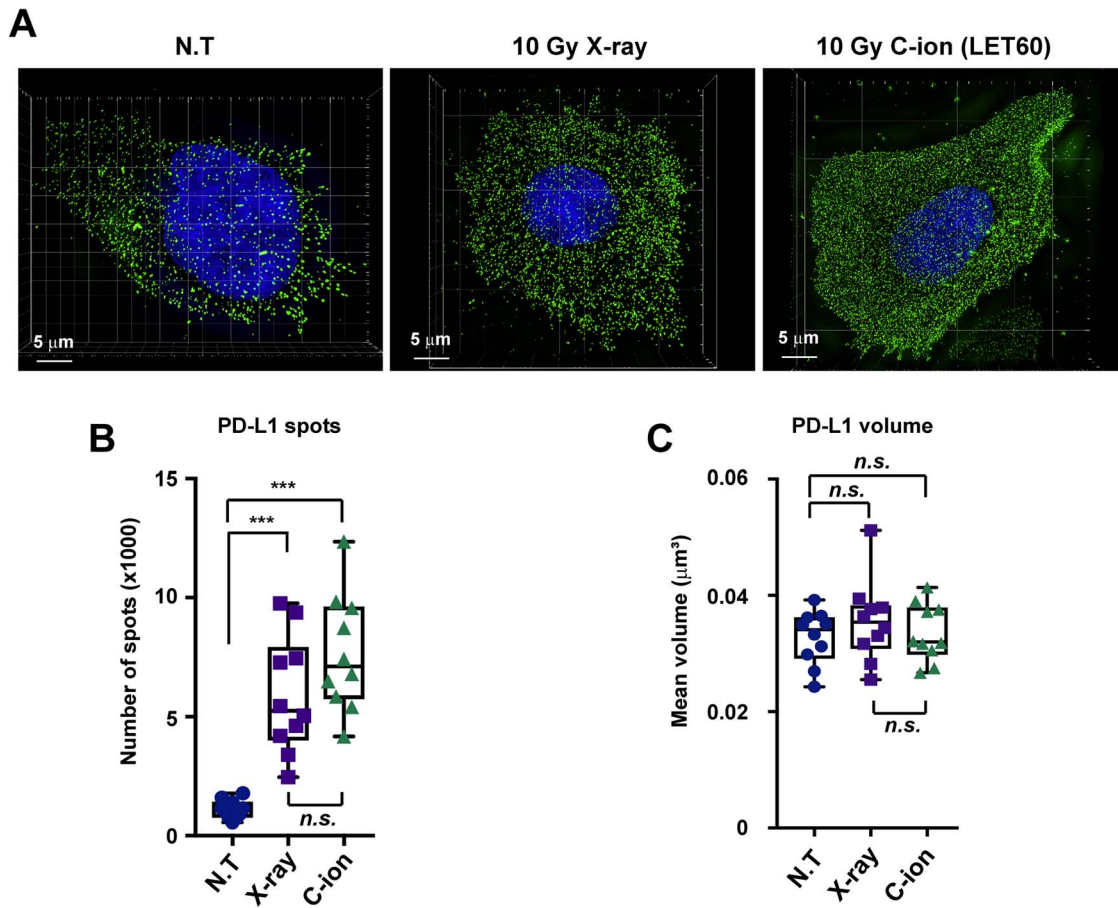 A
N.T
10 Gy X-ray
10 Gy C-ion (LET60)
5 μm
5 μm
5 μm
B
PD-L1 spots
Number of spots (x1000)
15
10
5
0
***
***
n.s.
N.T
X-ray
C-ion
C
PD-L1 volume
Mean volume (μm³)
0.06
0.04
0.02
0
n.s.
n.s.
n.s.
N.T
X-ray
C-ion